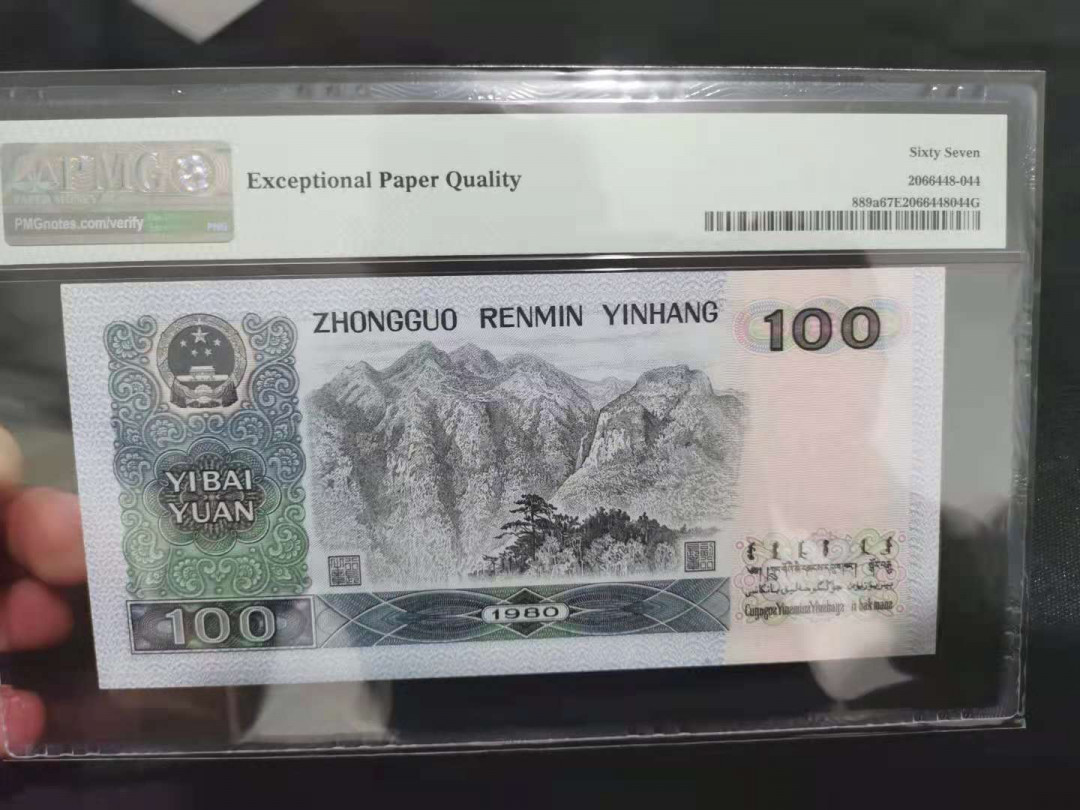 PMG
PMGnotes.com/verify
PMG
Exceptional Paper Quality
Sixty Seven
2066448-044
889a67E2066448044G
ZHONGGUO RENMIN YINHANG
100
YIBAI
YUAN
100
1980